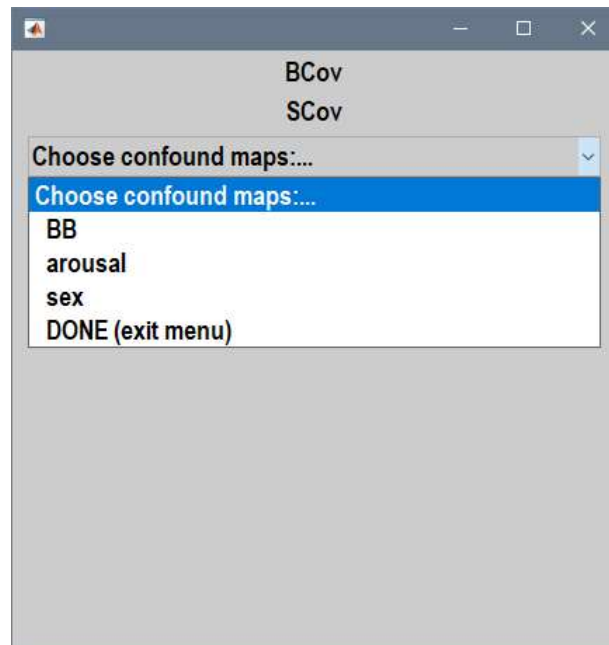 BCov
SCov
Choose confound maps:...
Choose confound maps:...
BB
arousal
sex
DONE (exit menu)